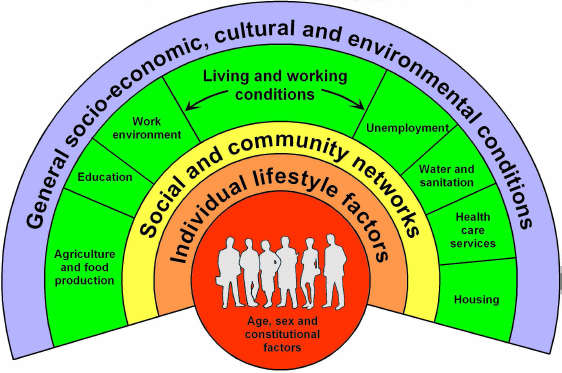 General socio-economic, cultural and environmental conditions
Living and working
conditions
Work
environment
Education
Agriculture
and food
production
Unemployment
Water and
sanitation
Health
care
services
Housing
Social and community networks
Individual lifestyle factors
Age, sex and
constitutional
factors